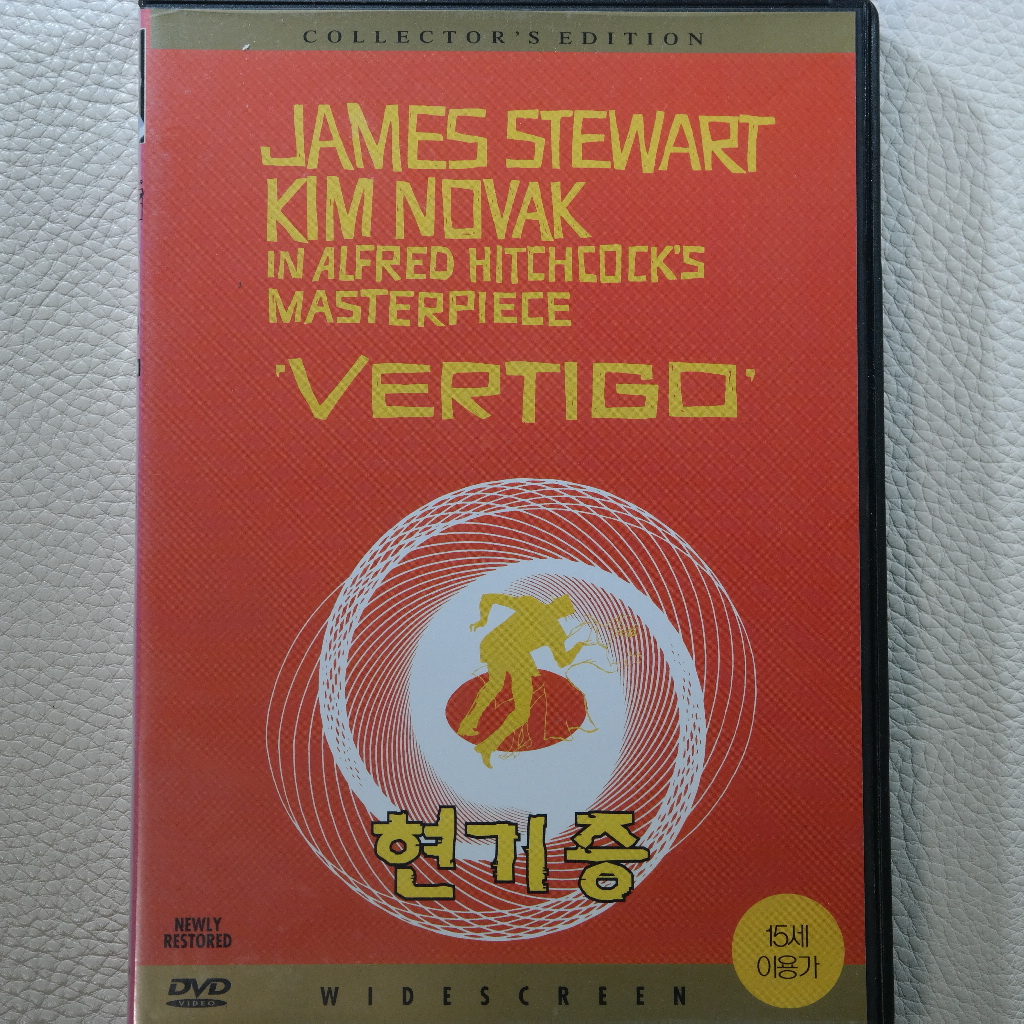 COLLECTOR'S EDITION
JAMES STEWART
KIM NOVAK
IN ALFRED HITCHCOCK'S
MASTERPIECE
'VERTIGO'
현기증
NEWLY
RESTORED
15세
이용가
DVD
VIDEO
WIDESCREEN